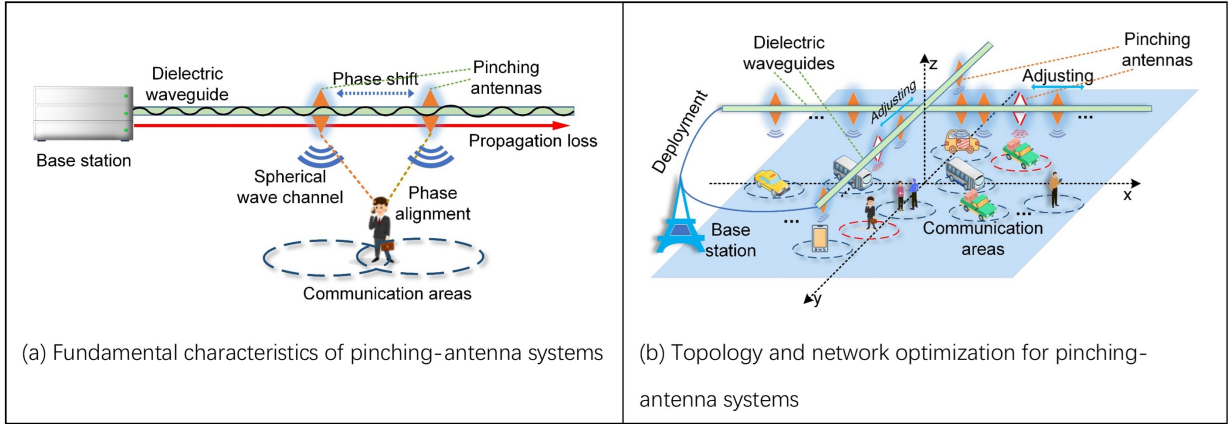 Dielectric
waveguide
Phase shift
Pinching
antennas
Base station
Propagation loss
Spherical
wave channel
Phase
alignment
Communication areas
(a) Fundamental characteristics of pinching-antenna systems
Dielectric
waveguides
z
Pinching
antennas
Adjusting
Adjusting
Deployment
...
...
x
...
...
Base
station
Communication
areas
y
(b) Topology and network optimization for pinching-
antenna systems